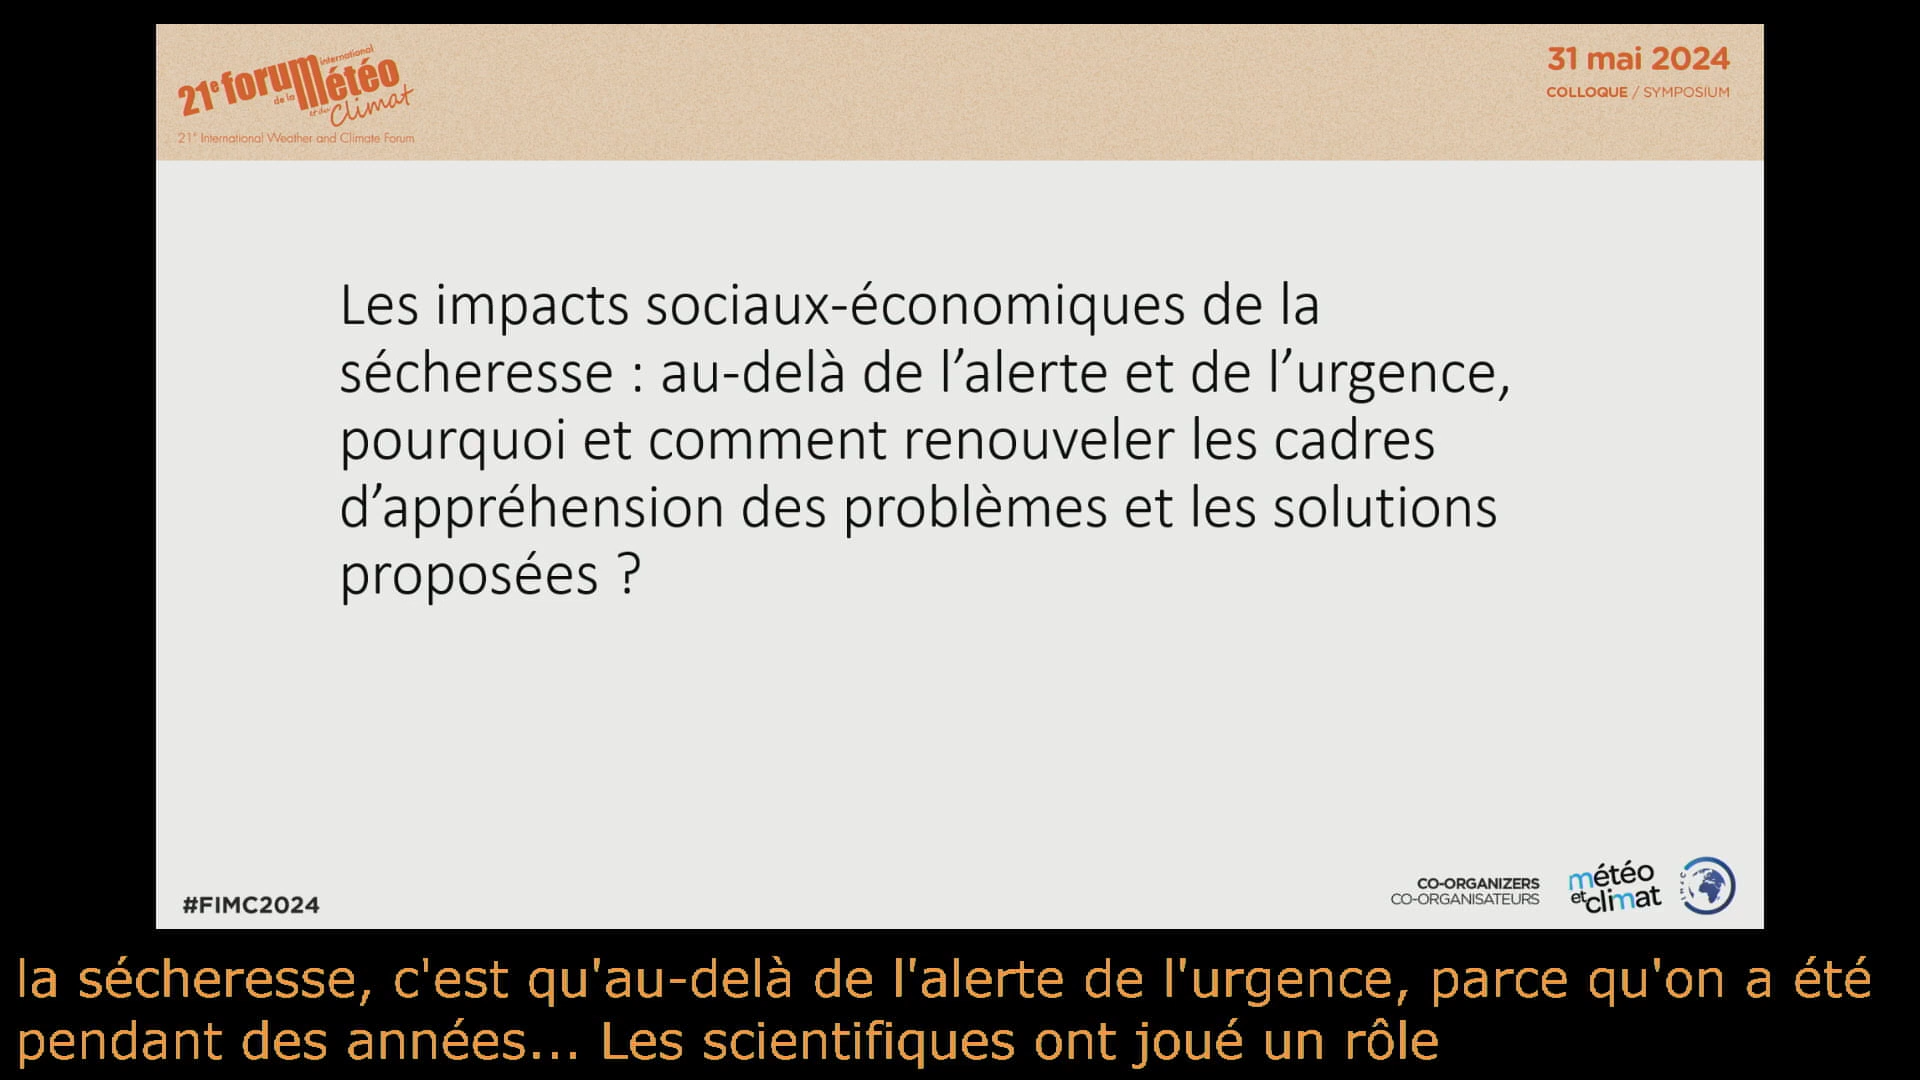 21e forum international
de la météo
et du Climat
21e International Weather and Climate Forum
31 mai 2024
COLLOQUE / SYMPOSIUM
Les impacts sociaux-économiques de la
sécheresse : au-delà de l’alerte et de l’urgence,
pourquoi et comment renouveler les cadres
d’appréhension des problèmes et les solutions
proposées ?
#FIMC2024
CO-ORGANIZERS
CO-ORGANISATEURS
météo
et climat
la sécheresse, c'est qu'au-delà de l'alerte de l'urgence, parce qu'on a été
pendant des années... Les scientifiques ont joué un rôle